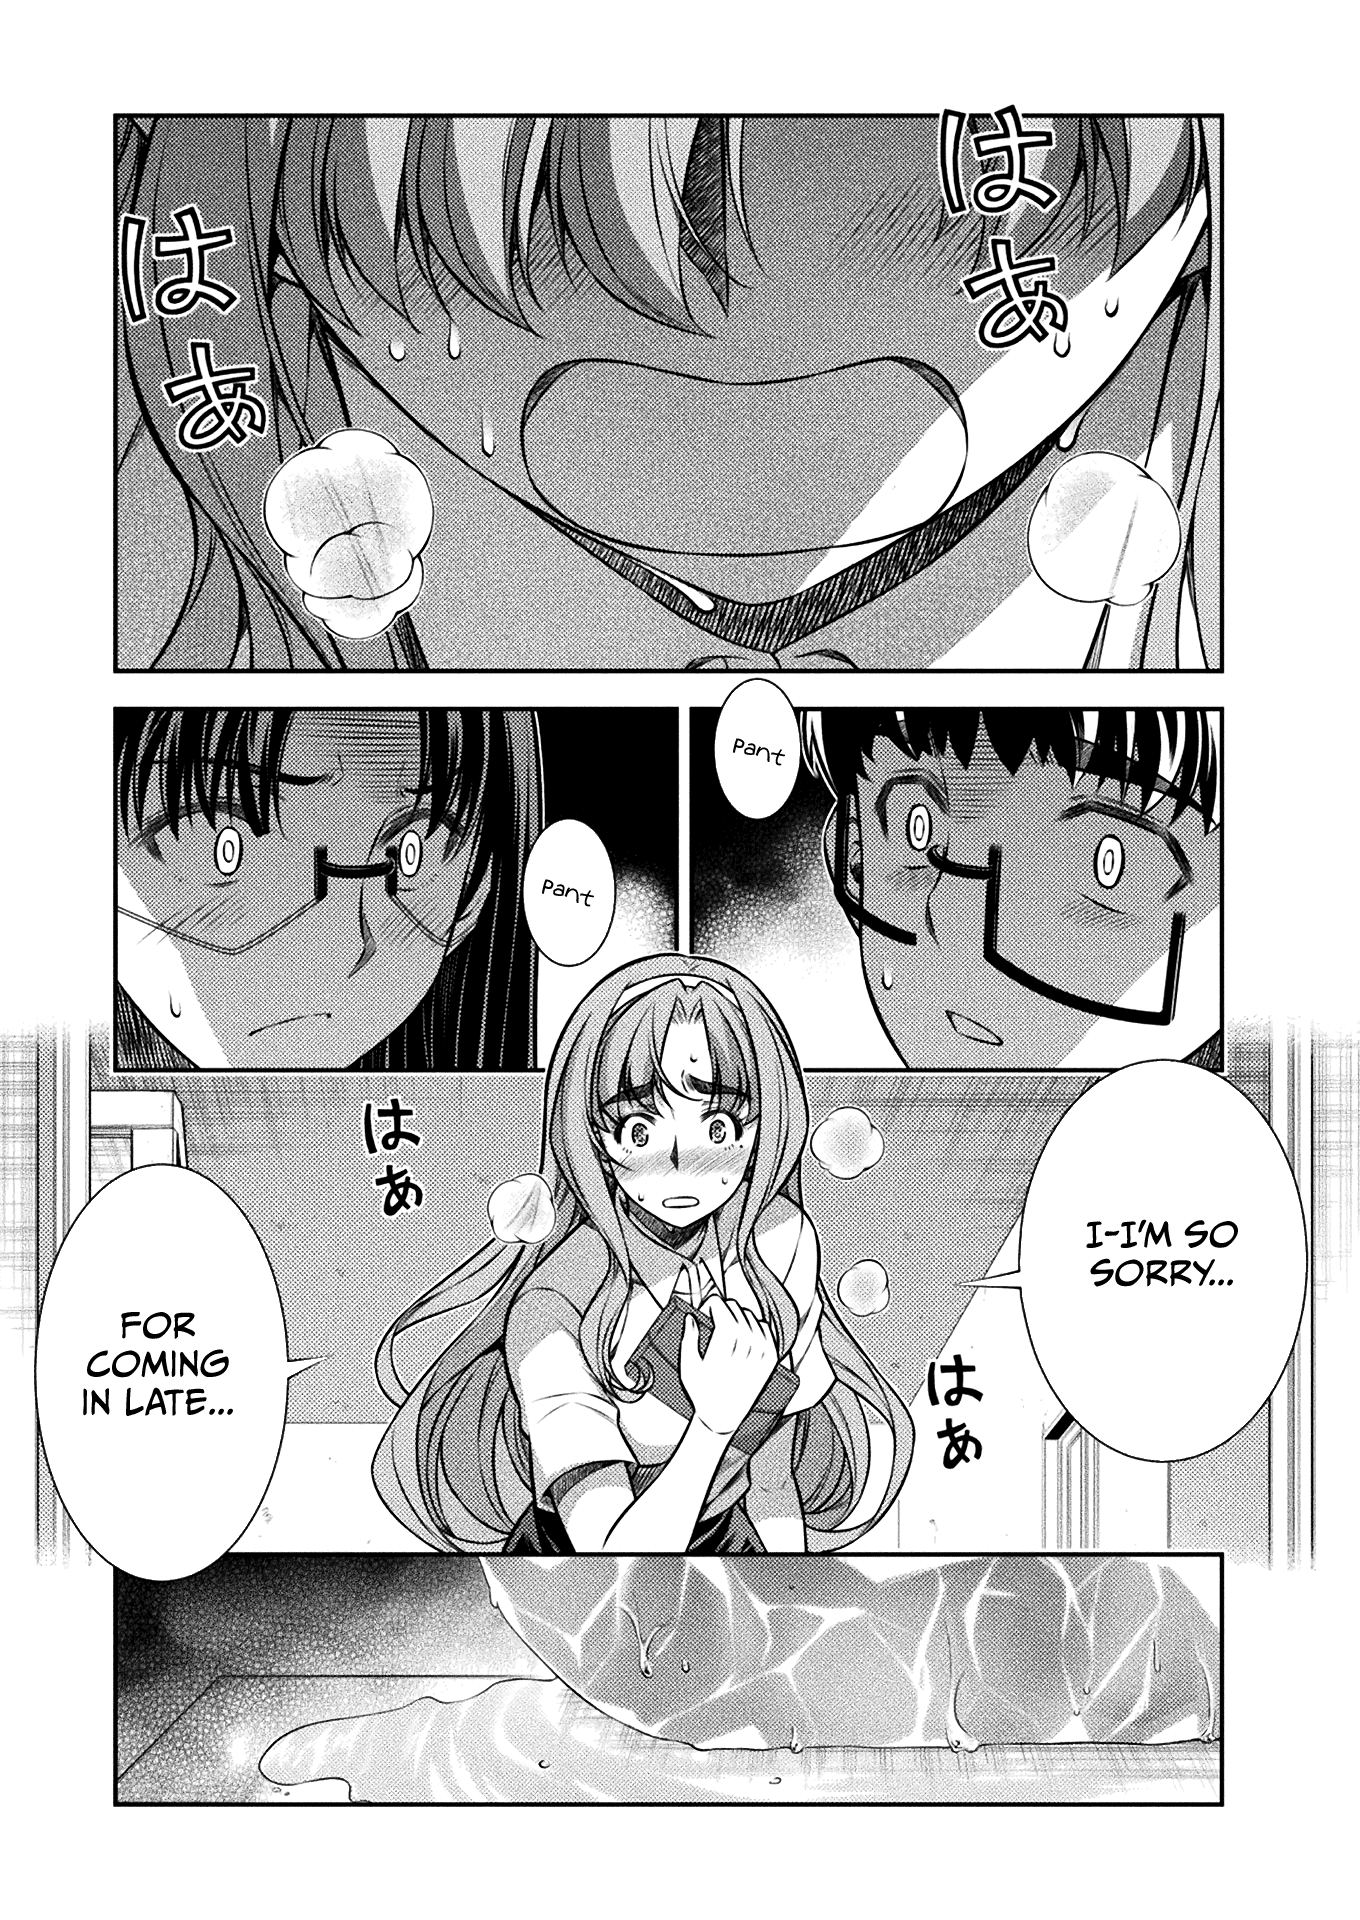 はぁ
はぁ
Pant
Pant
I-I'M SO
SORRY...
はぁ
はぁ
FOR
COMING
IN LATE...